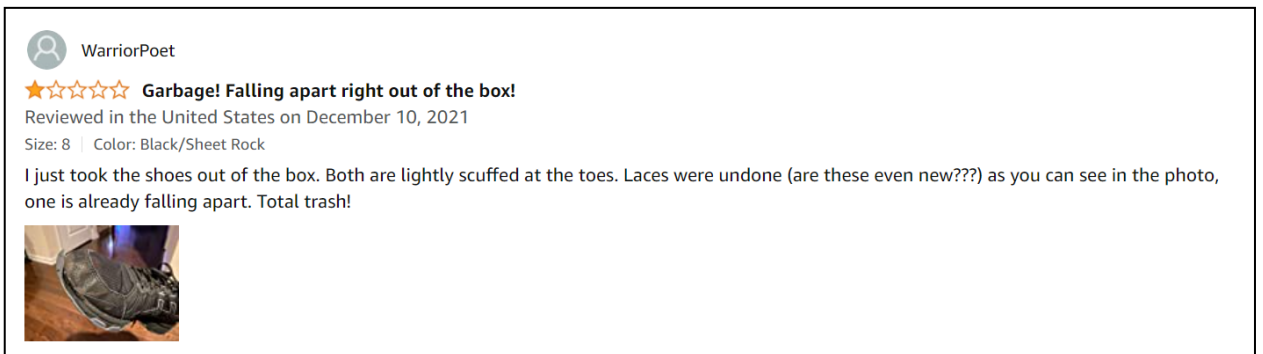 WarriorPoet
Garbage! Falling apart right out of the box!
Reviewed in the United States on December 10, 2021
Size: 8 Color: Black/Sheet Rock
I just took the shoes out of the box. Both are lightly scuffed at the toes. Laces were undone (are these even new???) as you can see in the photo,
one is already falling apart. Total trash!